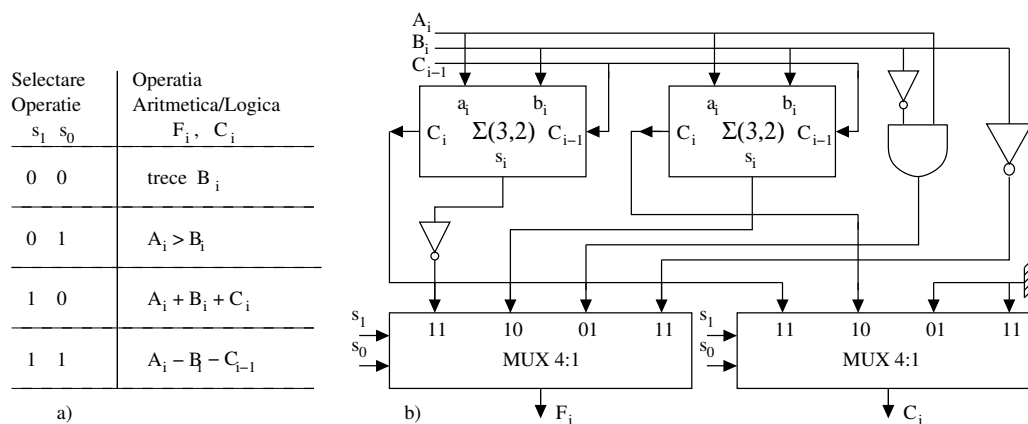 Selectare Operatia
Operatie Aritmetica/Logica
s1 s0 Fi , Ci
0 0 trece Bi
0 1 Ai > Bi
1 0 Ai + Bi + Ci
1 1 Ai − Bi − Ci−1
a)
Ai
Bi
Ci−1
ai bi
Ci Σ(3,2) Ci−1
si
ai bi
Ci Σ(3,2) Ci−1
si
s1
s0
11 10 01 11
MUX 4:1
s1
s0
11 10 01 11
MUX 4:1
b)
Fi
Ci